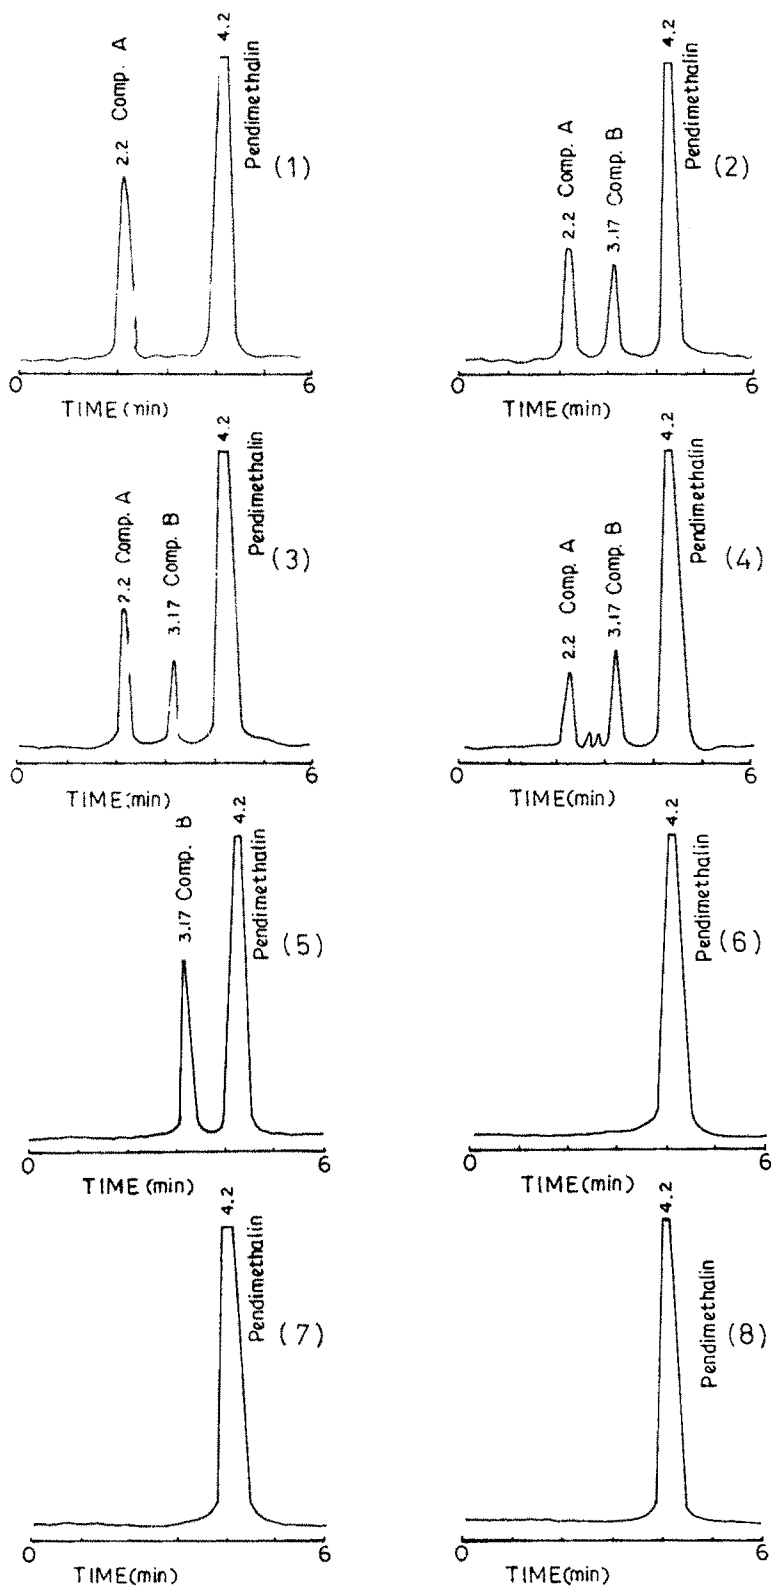 2.2 Comp. A
4.2
Pendimethalin
(1)
0 6
TIME(min)
2.2 Comp. A
3.17 Comp. B
4.2
Pendimethalin
(2)
0 6
TIME(min)
2.2 Comp. A
3.17 Comp. B
4.2
Pendimethalin
(3)
0 6
TIME(min)
2.2 Comp. A
3.17 Comp. B
4.2
Pendimethalin
(4)
0 6
TIME(min)
3.17 Comp. B
4.2
Pendimethalin
(5)
0 6
TIME(min)
4.2
Pendimethalin
(6)
0 6
TIME(min)
4.2
Pendimethalin
(7)
0 6
TIME(min)
4.2
Pendimethalin
(8)
0 6
TIME(min)